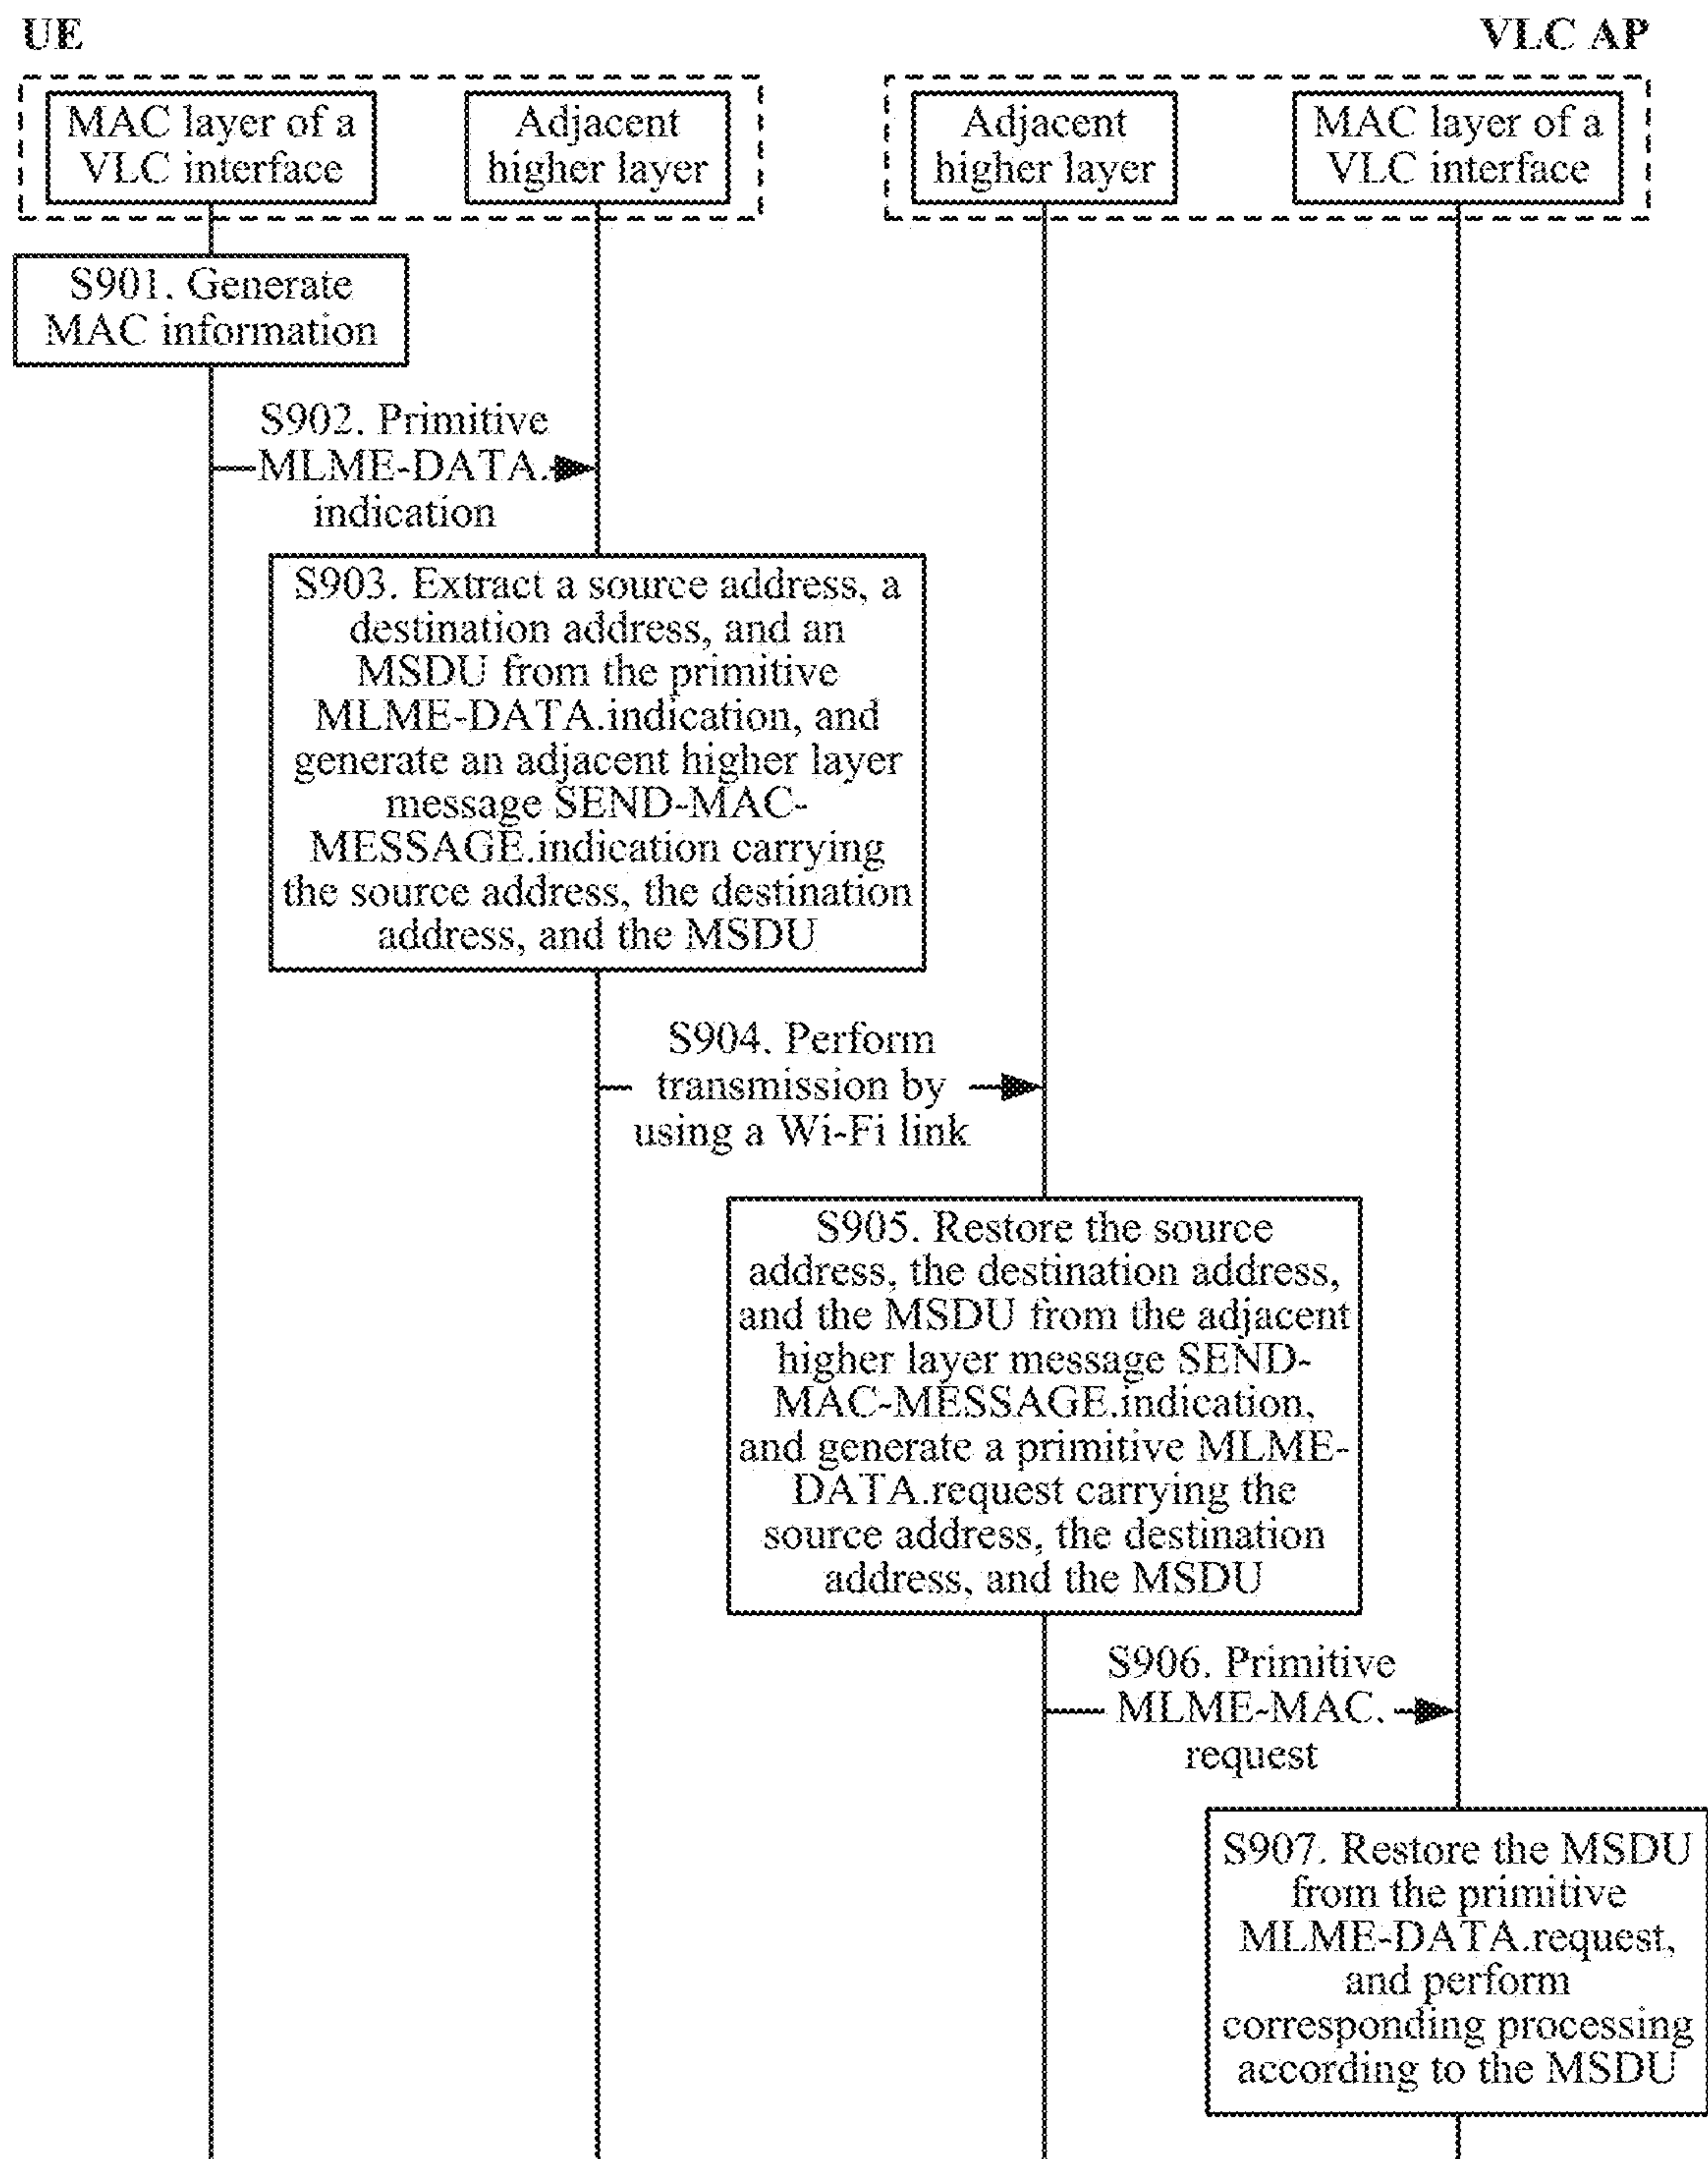 UE
VLC AP
MAC layer of a
VLC interface
Adjacent
higher layer
Adjacent
higher layer
MAC layer of a
VLC interface
S901. Generate
MAC information
S902. Primitive
MLME-DATA.
indication
S903. Extract a source address, a
destination address, and an
MSDU from the primitive
MLME-DATA.indication, and
generate an adjacent higher layer
message SEND-MAC-
MESSAGE.indication carrying
the source address, the destination
address, and the MSDU
S904. Perform
transmission by
using a Wi-Fi link
S905. Restore the source
address, the destination address,
and the MSDU from the adjacent
higher layer message SEND-
MAC-MESSAGE.indication,
and generate a primitive MLME-
DATA.request carrying the
source address, the destination
address, and the MSDU
S906. Primitive
MLME-MAC.
request
S907. Restore the MSDU
from the primitive
MLME-DATA.request,
and perform
corresponding processing
according to the MSDU